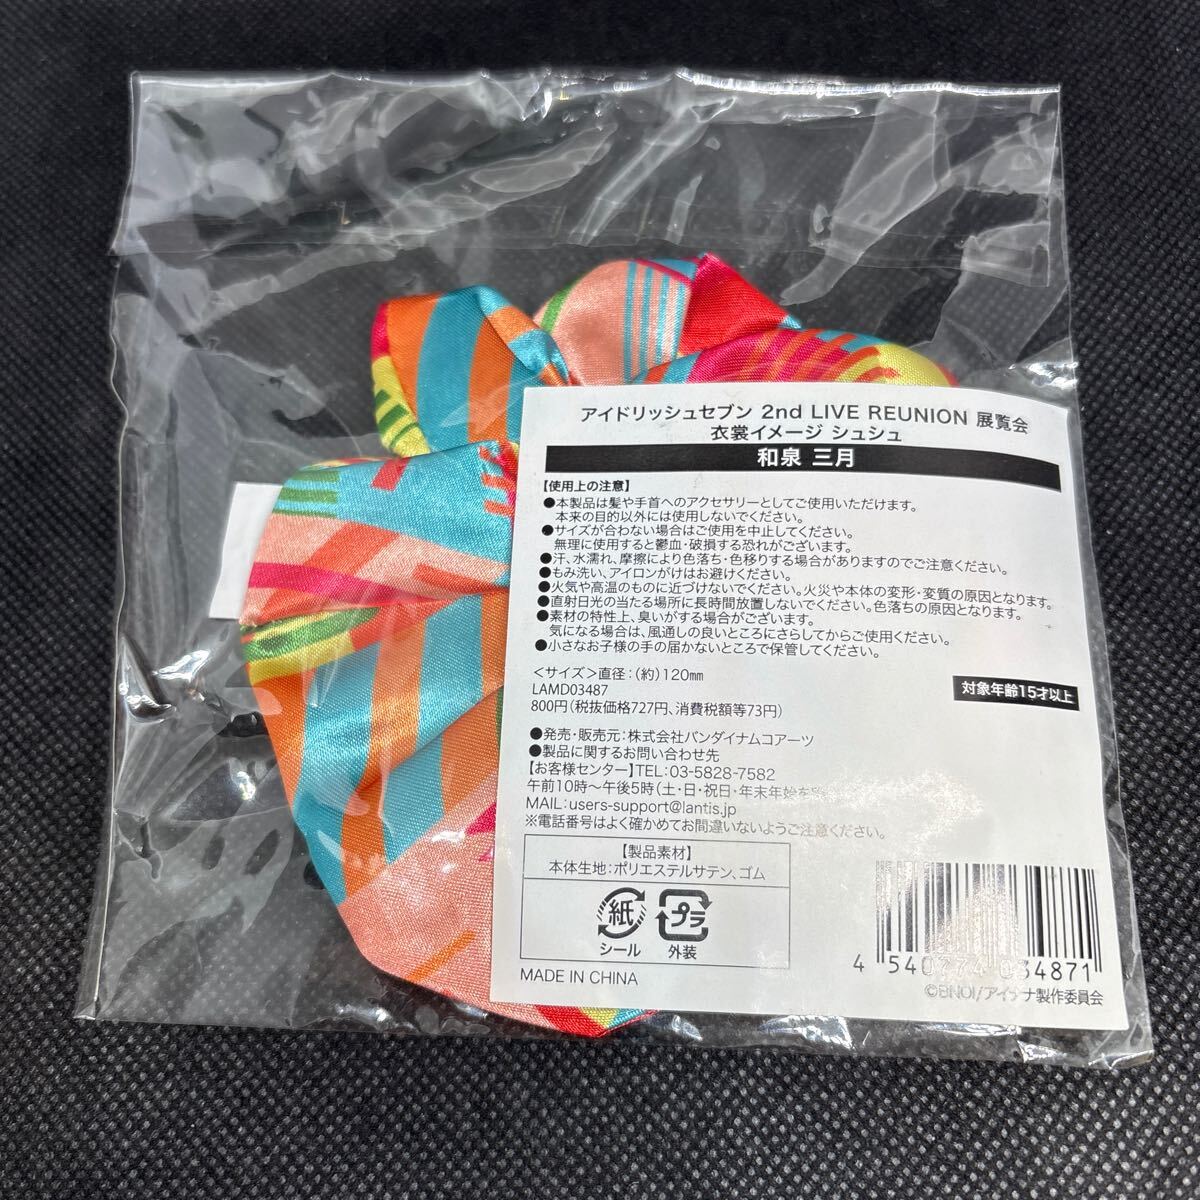 アイドリッシュセブン 2nd LIVE REUNION 展覧会
衣裳イメージ シュシュ
和泉 三月
【使用上の注意】
●本製品は髪や手首へのアクセサリーとしてご使用いただけます。
本来の目的以外には使用しないでください。
●サイズが合わない場合はご使用を中止してください。
無理に使用すると鬱血・破損する恐れがございます。
●汗、水濡れ、摩擦により色落ち・色移りする場合がありますのでご注意ください。
●もみ洗い、アイロンがけはお避けください。
●火気や高温のものに近づけないでください。火災や本体の変形・変質の原因となります。
●直射日光の当たる場所に長時間放置しないでください。色落ちの原因となります。
●素材の特性上、臭いがする場合がございます。
気になる場合は、風通しの良いところにさらしてからご使用ください。
●小さなお子様の手の届かないところで保管してください。
<サイズ>直径：(約)120mm
LAMD03487
800円(税抜価格727円、消費税額等73円)
対象年齢15才以上
●発売・販売元：株式会社バンダイナムコアーツ
●製品に関するお問い合わせ先
【お客様センター】TEL：03-5828-7582
午前10時～午後5時(土・日・祝日・年末年始を
MAIL：users-support@lantis.jp
※電話番号はよく確かめてお間違いないようご注意ください。
【製品素材】
本体生地：ポリエステルサテン、ゴム
紙
シール
プラ
外装
MADE IN CHINA
4 540774 034871
©BNOI/アイナナ製作委員会